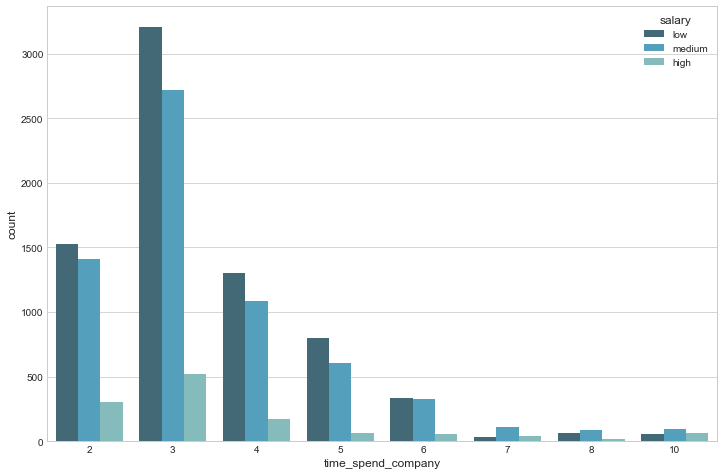 salary
low
medium
high
3000
2500
2000
1500
1000
500
0
count
2 3 4 5 6 7 8 10
time_spend_company